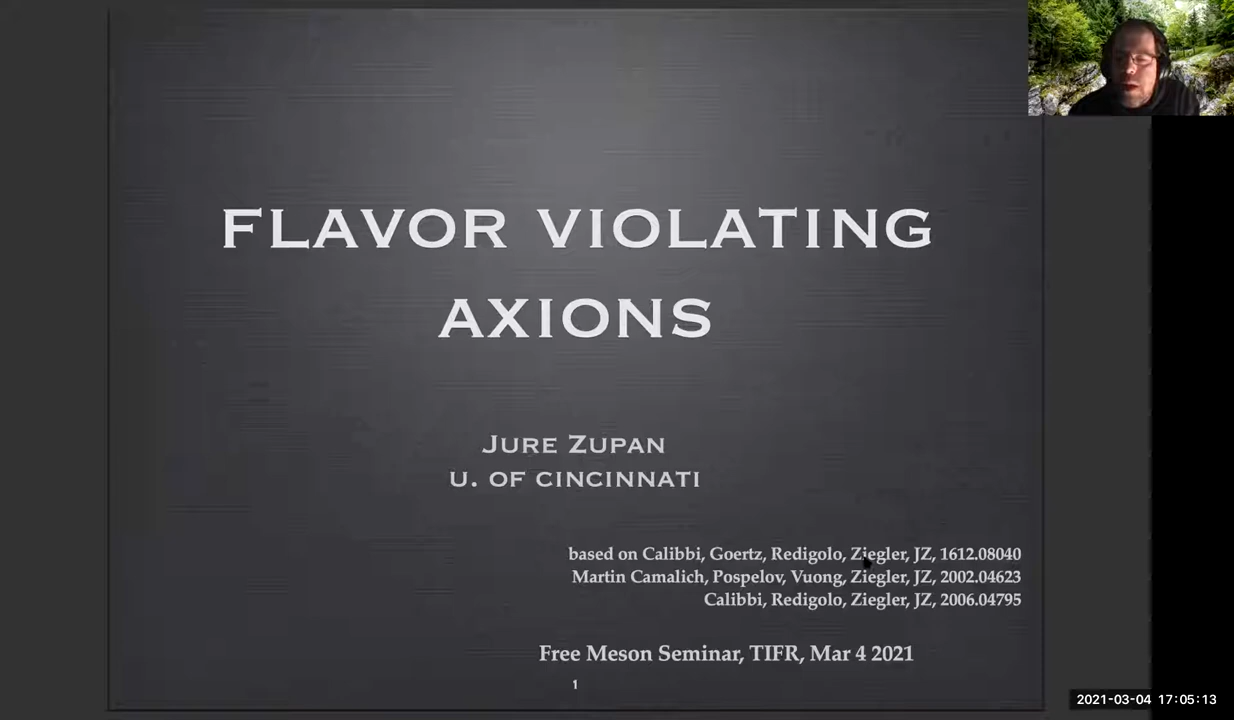 FLAVOR VIOLATING
AXIONS
JURE ZUPAN
U. OF CINCINNATI
based on Calibbi, Goertz, Redigolo, Ziegler, JZ, 1612.08040
Martin Camalich, Pospelov, Vuong, Ziegler, JZ, 2002.04623
Calibbi, Redigolo, Ziegler, JZ, 2006.04795
Free Meson Seminar, TIFR, Mar 4 2021
1
2021-03-04 17:05:13